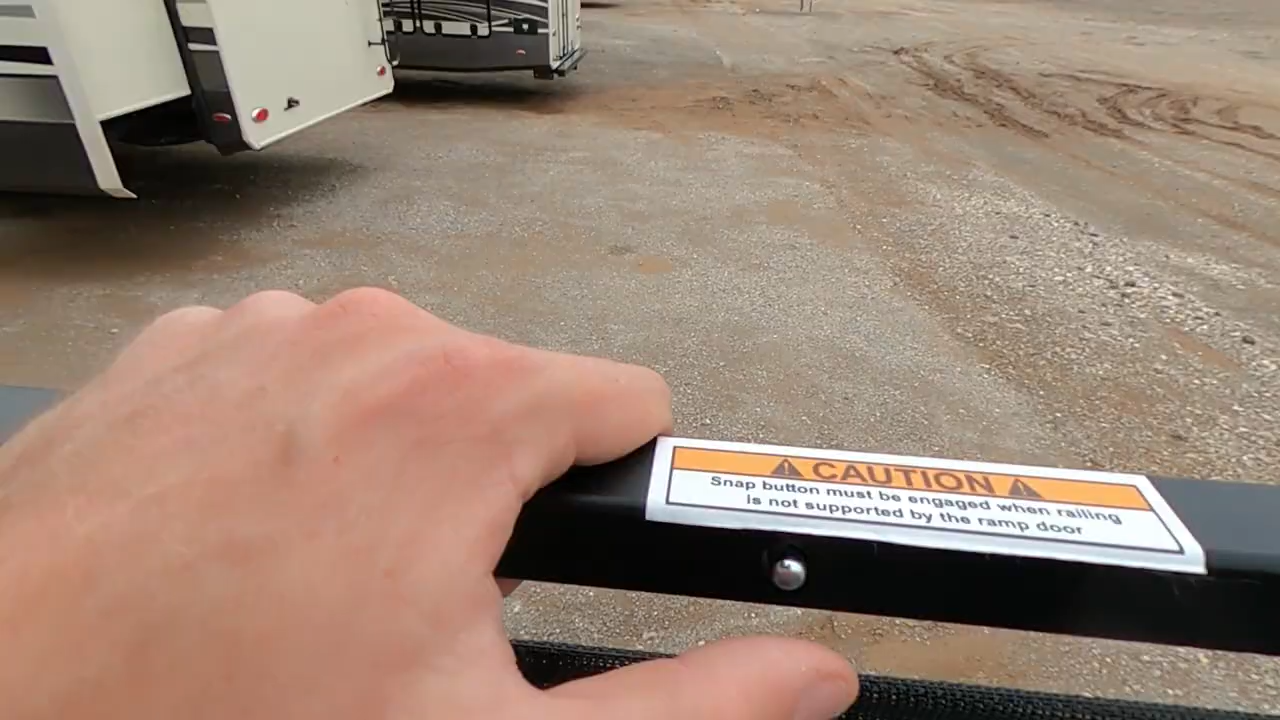 CAUTION
Snap button must be engaged when railing
is not supported by the ramp door